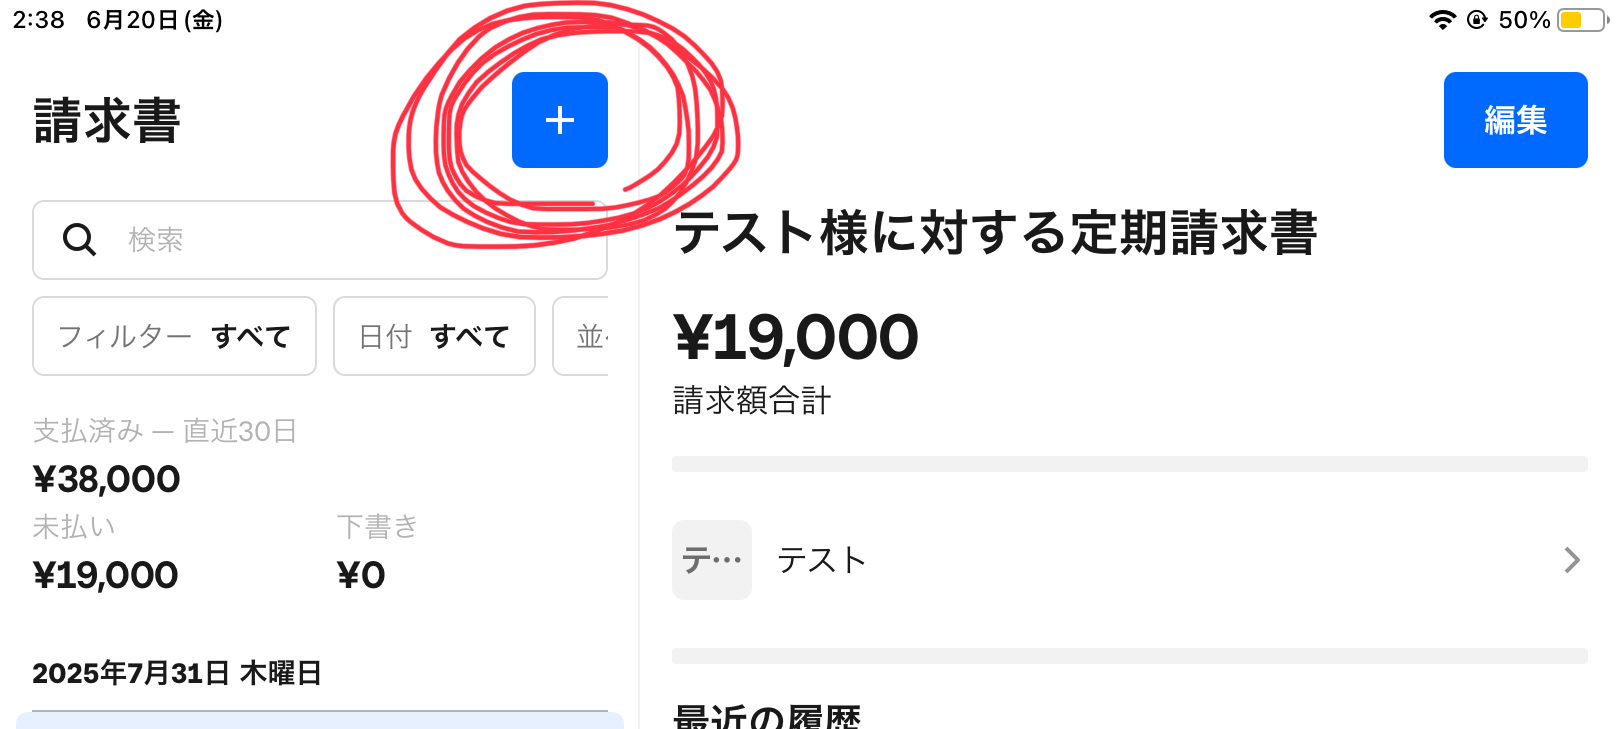 2:38 6月20日(金)
50%
請求書
+
編集
検索
フィルター すべて
日付 すべて
支払済み — 直近30日
¥38,000
未払い
下書き
¥19,000
¥0
2025年7月31日 木曜日
テスト様に対する定期請求書
¥19,000
請求額合計
テ…
テスト
最近の履歴